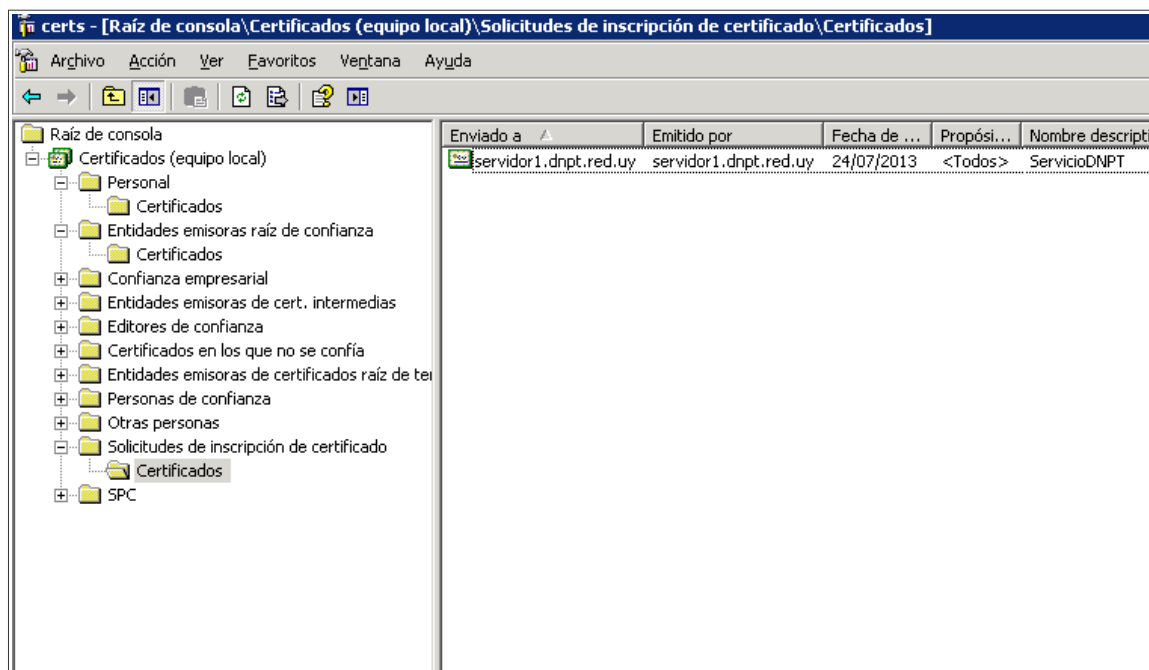 certs - [Raíz de consola\Certificados (equipo local)\Solicitudes de inscripción de certificado\Certificados]
Archivo Acción Ver Favoritos Ventana Ayuda
Raíz de consola
Certificados (equipo local)
Personal
Certificados
Entidades emisoras raíz de confianza
Certificados
Confianza empresarial
Entidades emisoras de cert. intermedias
Editores de confianza
Certificados en los que no se confía
Entidades emisoras de certificados raíz de ter
Personas de confianza
Otras personas
Solicitudes de inscripción de certificado
Certificados
SPC
Enviado a Emitido por Fecha de ... Propósi... Nombre descripti
servidor1.dnpt.red.uy servidor1.dnpt.red.uy 24/07/2013 <Todos> ServicioDNPT